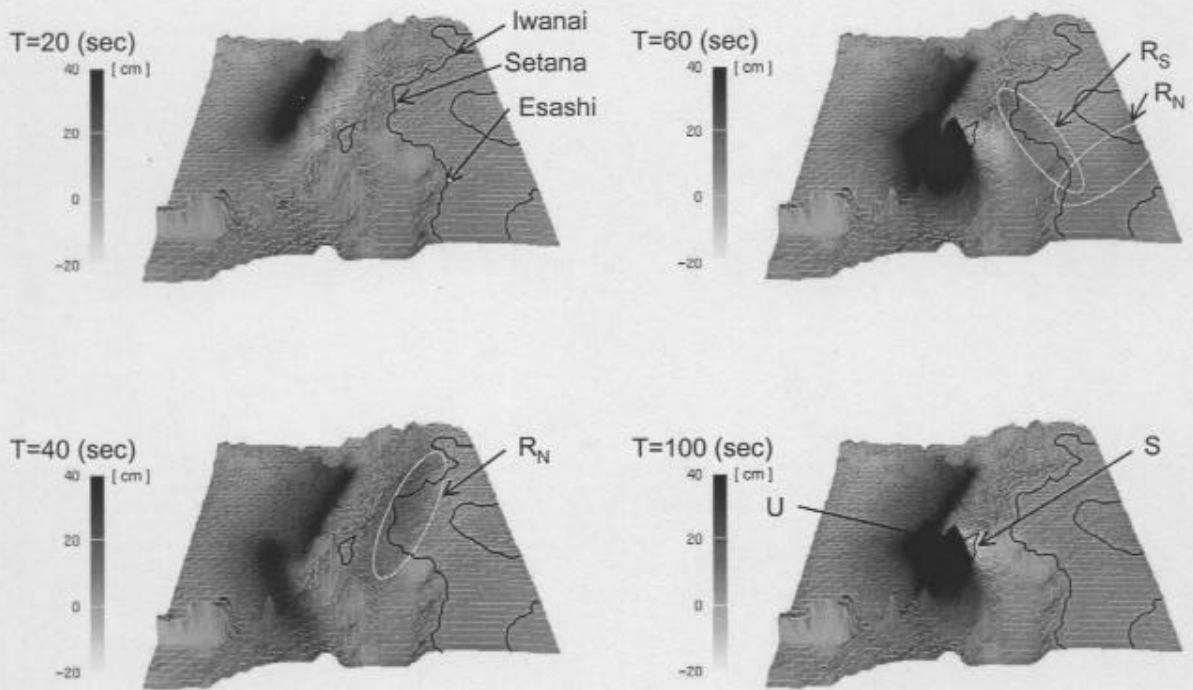 T=20 (sec)
[ cm ]
40
20
0
-20
Iwanai
Setana
Esashi
T=60 (sec)
[ cm ]
40
20
0
-20
R_S
R_N
T=40 (sec)
[ cm ]
40
20
0
-20
R_N
T=100 (sec)
[ cm ]
40
20
0
-20
U
S